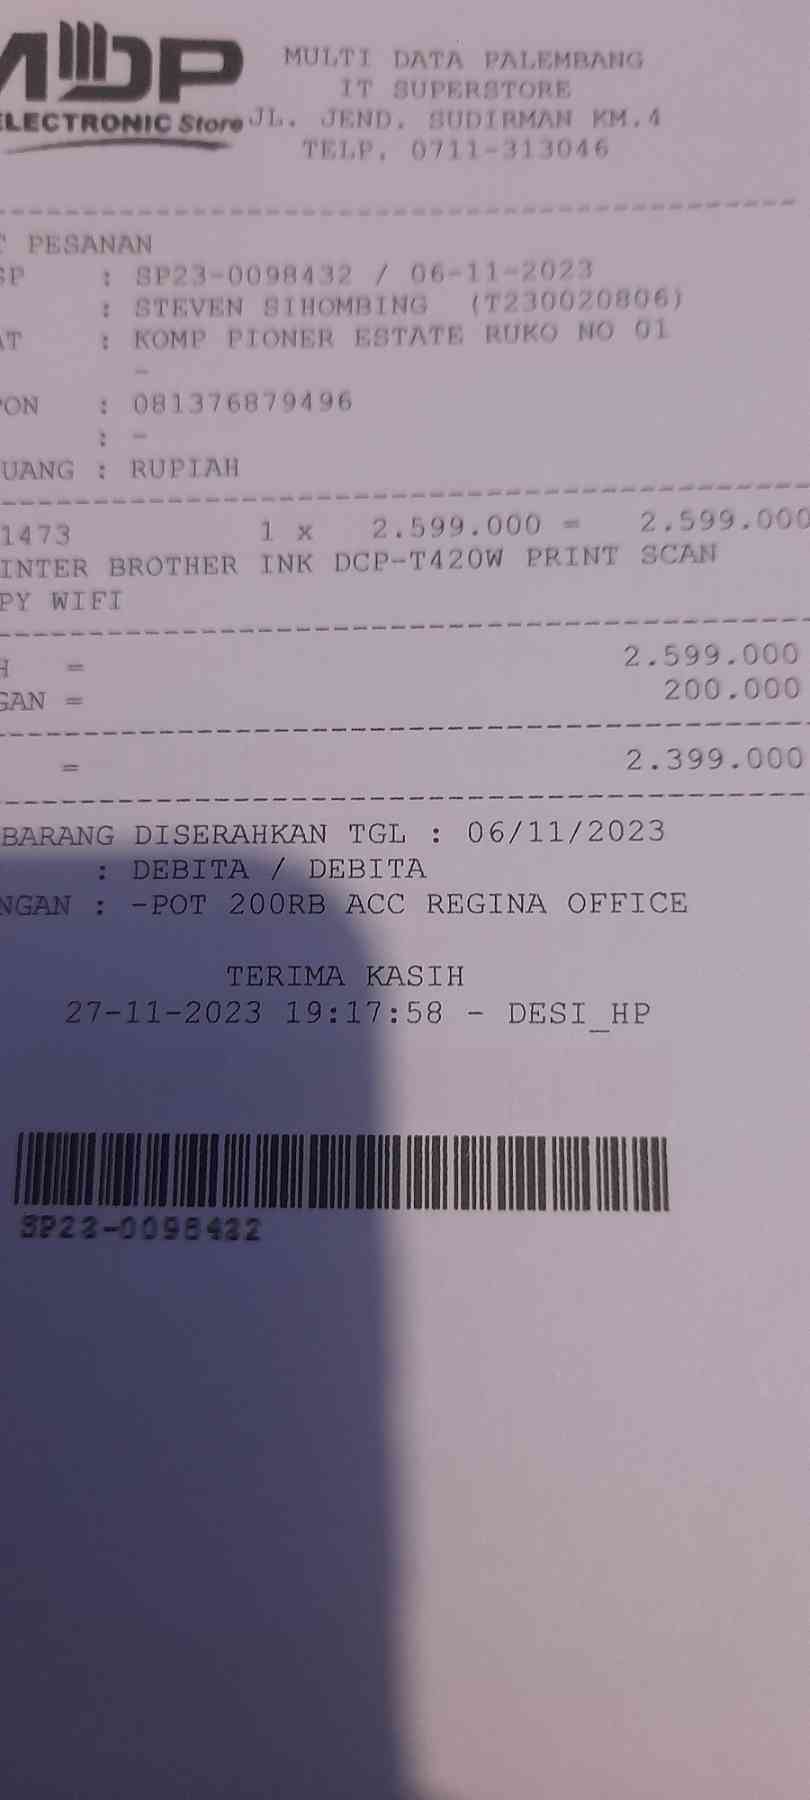 MDP
ELECTRONIC Store
MULTI DATA PALEMBANG
IT SUPERSTORE
JL. JEND. SUDIRMAN KM.4
TELP. 0711-313046
T PESANAN
SP : SP23-0098432 / 06-11-2023
: STEVEN SIHOMBING (T230020806)
AT : KOMP PIONER ESTATE RUKO NO 01
-
PON : 081376879496
: -
UANG : RUPIAH
1473 1 x 2.599.000 = 2.599.000
INTER BROTHER INK DCP-T420W PRINT SCAN
PY WIFI
H = 2.599.000
GAN = 200.000
= 2.399.000
BARANG DISERAHKAN TGL : 06/11/2023
: DEBITA / DEBITA
NGAN : -POT 200RB ACC REGINA OFFICE
TERIMA KASIH
27-11-2023 19:17:58 - DESI_HP
SP23-0098432